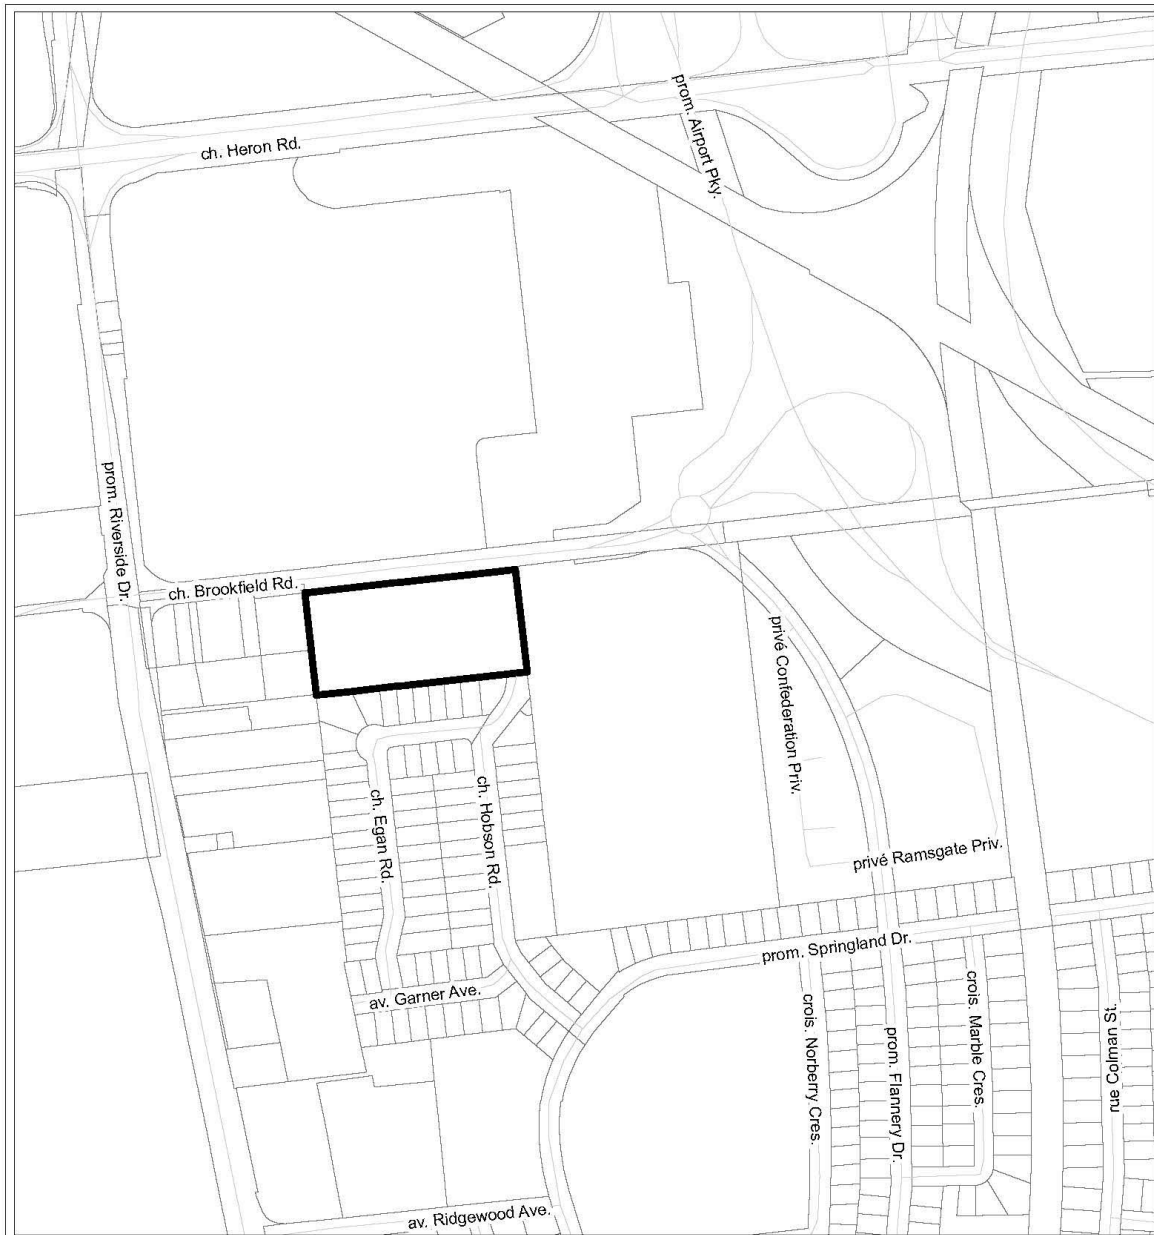 prom. Airport Pky.
ch. Heron Rd.
prom. Riverside Dr.
ch. Brookfield Rd.
privé Confederation Priv.
ch. Egan Rd.
ch. Hobson Rd.
privé Ramsgate Priv.
prom. Springland Dr.
av. Garner Ave.
crois. Norberry Cres.
prom. Flannery Dr.
crois. Marble Cres.
rue Colman St.
av. Ridgewood Ave.